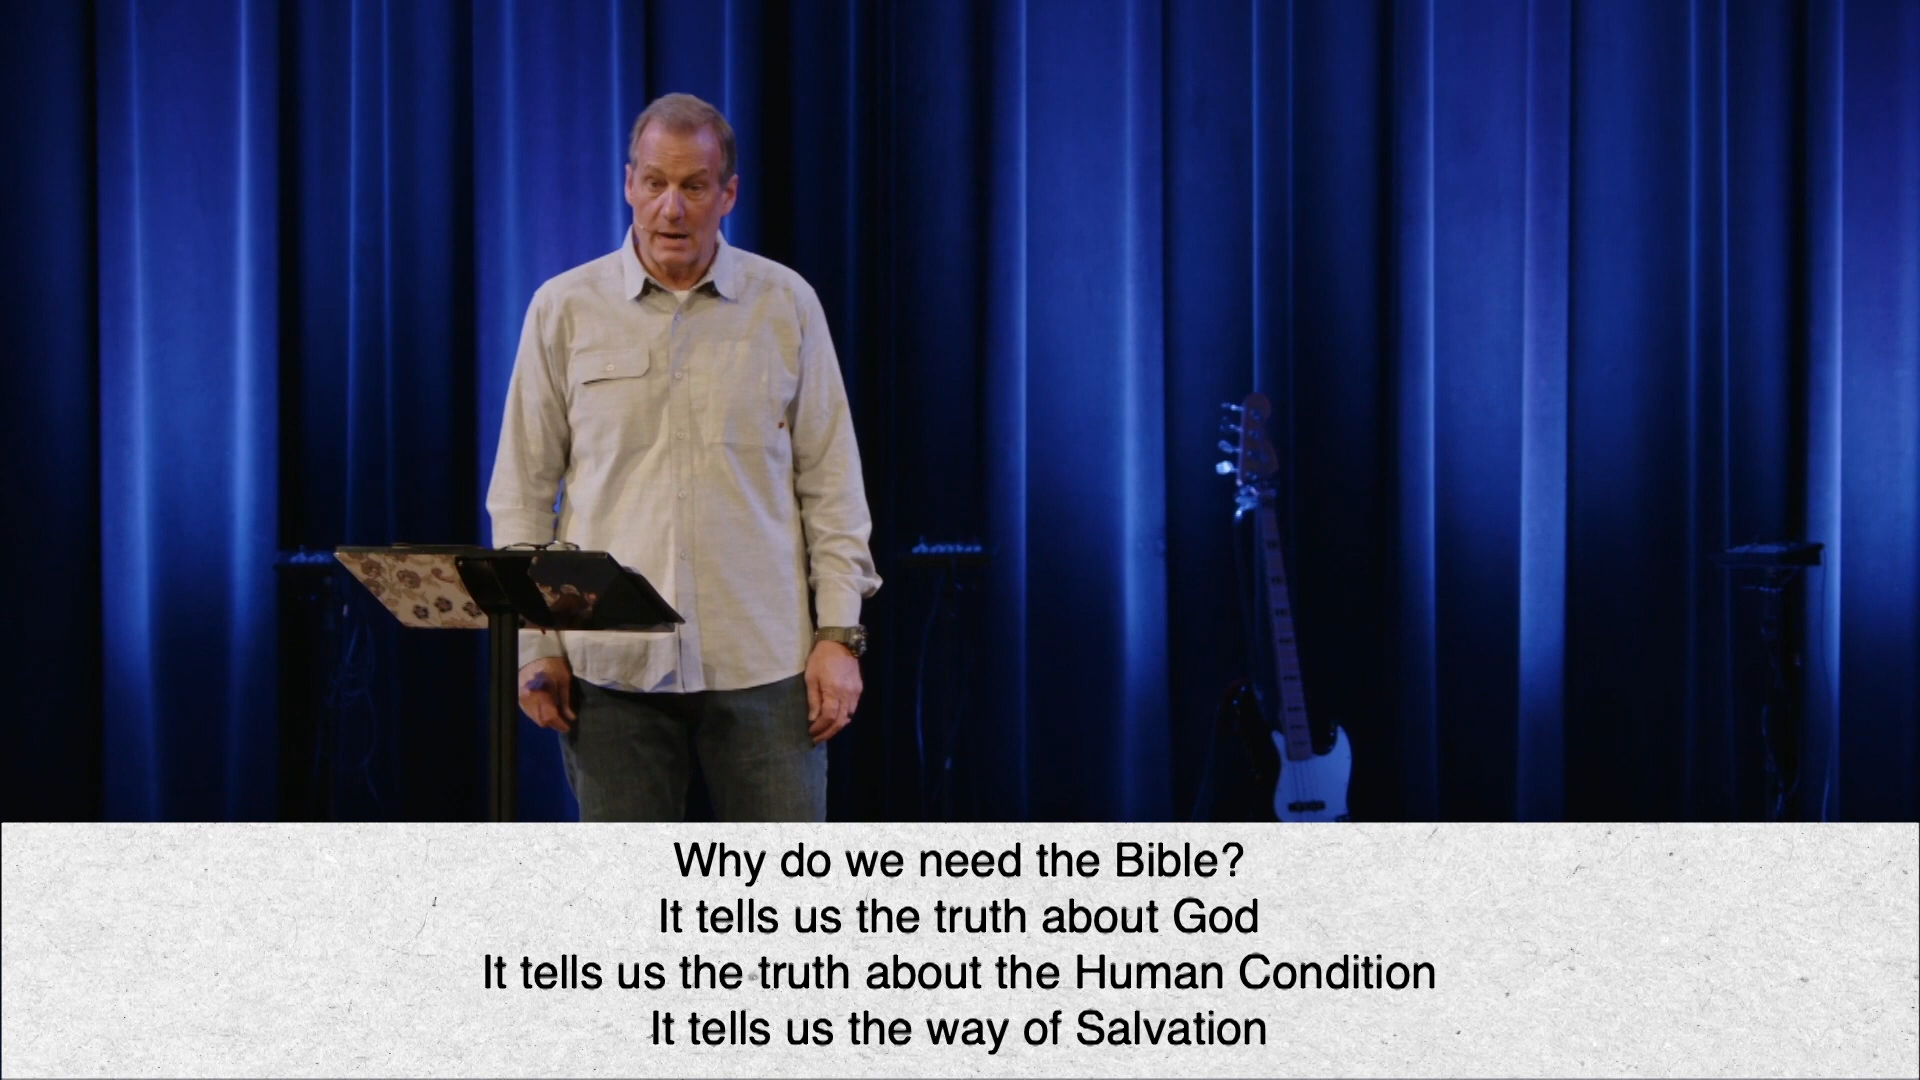 Why do we need the Bible?
It tells us the truth about God
It tells us the truth about the Human Condition
It tells us the way of Salvation